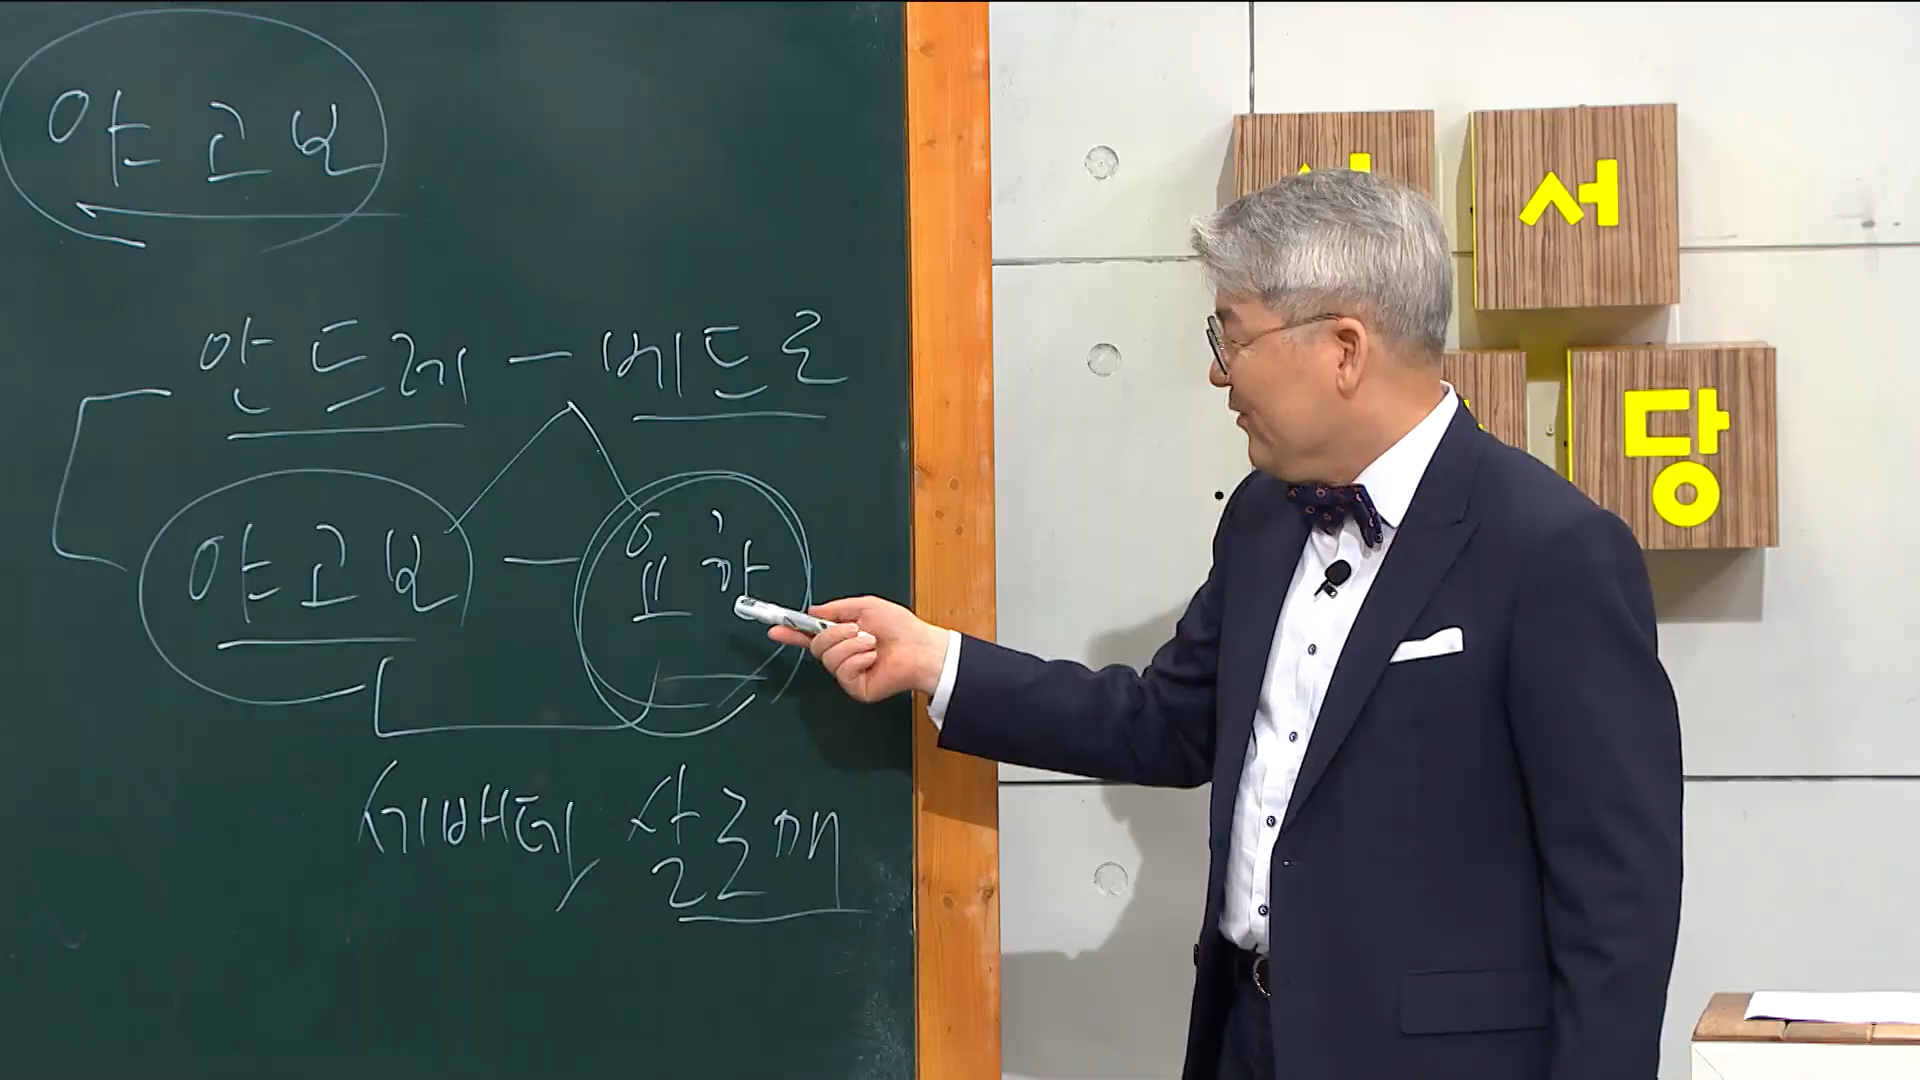 야고보
안드레 - 베드로
야고보 - 요한
세베대, 살로매
서
당